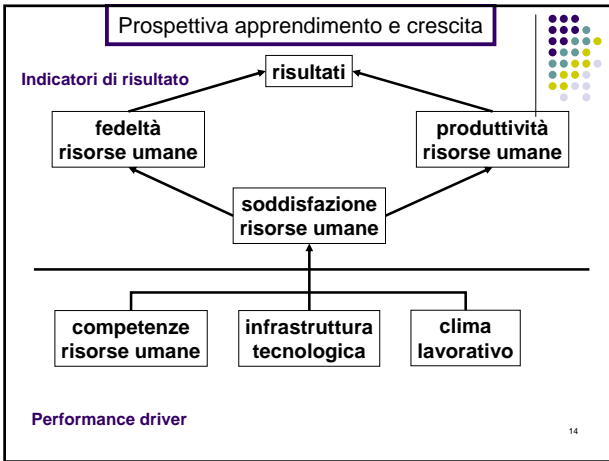 Prospettiva apprendimento e crescita
Indicatori di risultato
risultati
fedeltà
risorse umane
produttività
risorse umane
soddisfazione
risorse umane
competenze
risorse umane
infrastruttura
tecnologica
clima
lavorativo
Performance driver
14